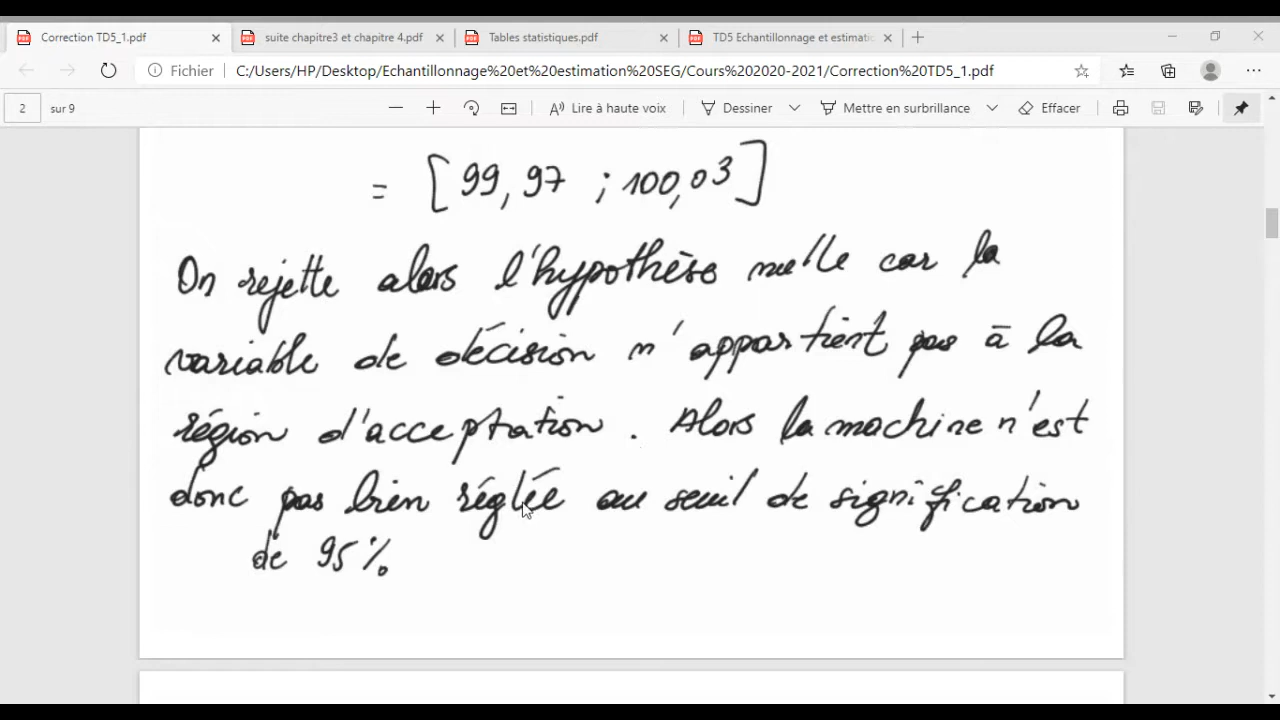 Correction TD5_1.pdf
suite chapitre3 et chapitre 4.pdf
Tables statistiques.pdf
TD5 Echantillonnage et estimatic
Fichier
C:/Users/HP/Desktop/Echantillonnage%20et%20estimation%20SEG/Cours%202020-2021/Correction%20TD5_1.pdf
2 sur 9
Lire à haute voix
Dessiner
Mettre en surbrillance
Effacer
= [99,97 ; 100,03]
On rejette alors l'hypothèse nulle car la
variable de décision n'appartient pas à la
région d'acceptation. Alors la machine n'est
donc pas bien réglée au seuil de signification
de 95%